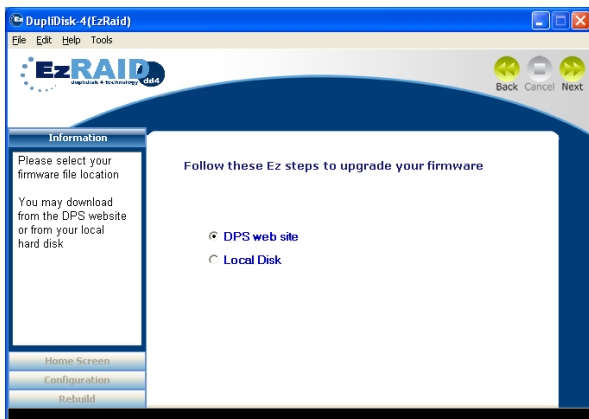 DupliDisk-4(EzRaid)
File Edit Help Tools
EzRAID
duplidisk 4 technology dd4
Back Cancel Next
Information
Please select your
firmware file location
You may download
from the DPS website
or from your local
hard disk
Follow these Ez steps to upgrade your firmware
DPS web site
Local Disk
Home Screen
Configuration
Rebuild